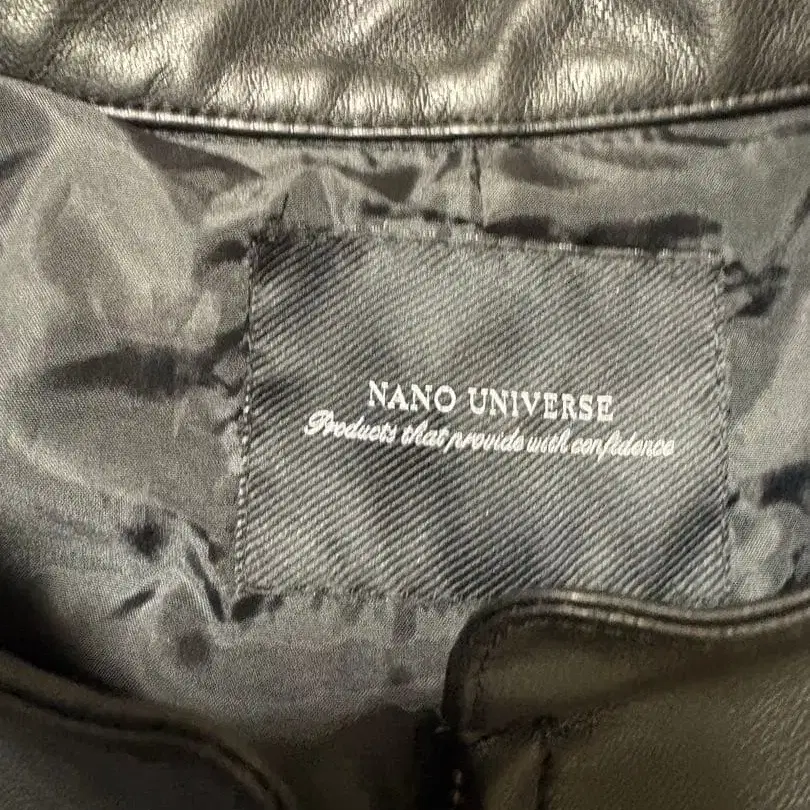 NANO UNIVERSE
Products that provide with confidence